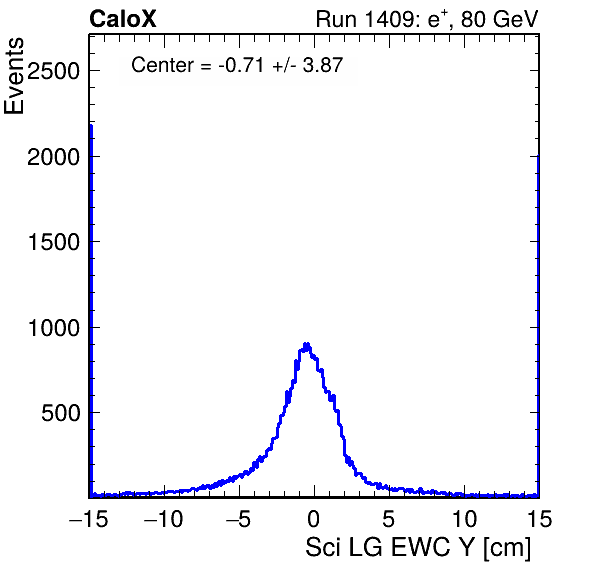 CaloX Run 1409: e⁺, 80 GeV
Center = -0.71 +/- 3.87
Events
2500
2000
1500
1000
500
−15 −10 −5 0 5 10 15
Sci LG EWC Y [cm]